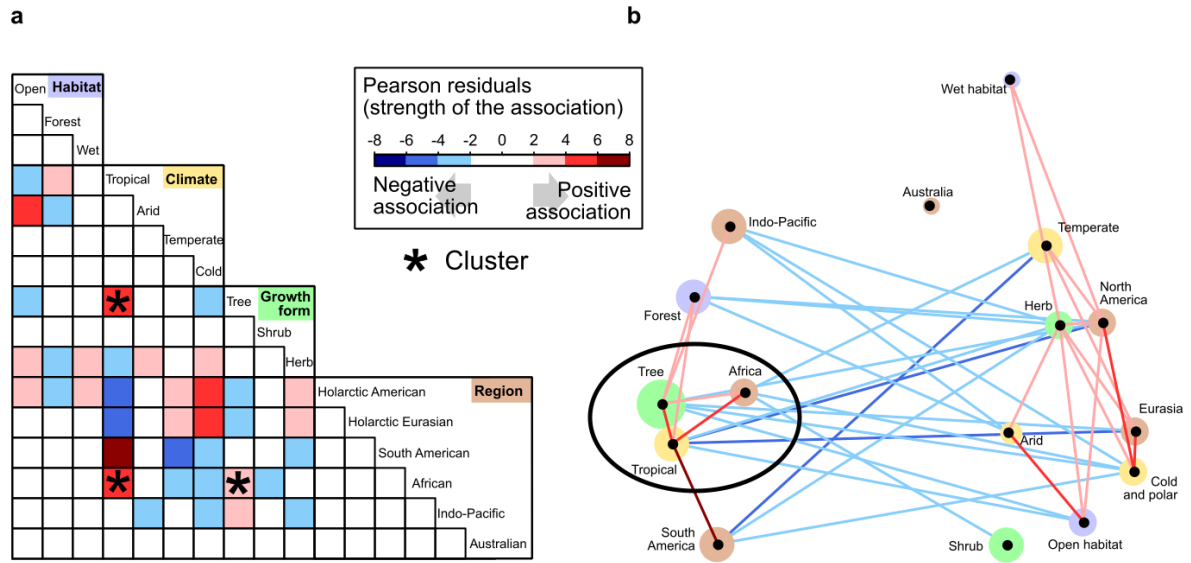 a
Open
Habitat
Forest
Wet
Tropical
Climate
Arid
Temperate
Cold
Tree
Growth
form
Shrub
Herb
Holarctic American
Region
Holarctic Eurasian
South American
African
Indo-Pacific
Australian
* *
* *
Pearson residuals
(strength of the association)
-8 -6 -4 -2 0 2 4 6 8
Negative
association
Positive
association
* Cluster
b
Wet habitat
Australia
Indo-Pacific
Temperate
Forest
Herb
North
America
Tree
Africa
Eurasia
Arid
Tropical
Cold
and polar
South
America
Shrub
Open habitat